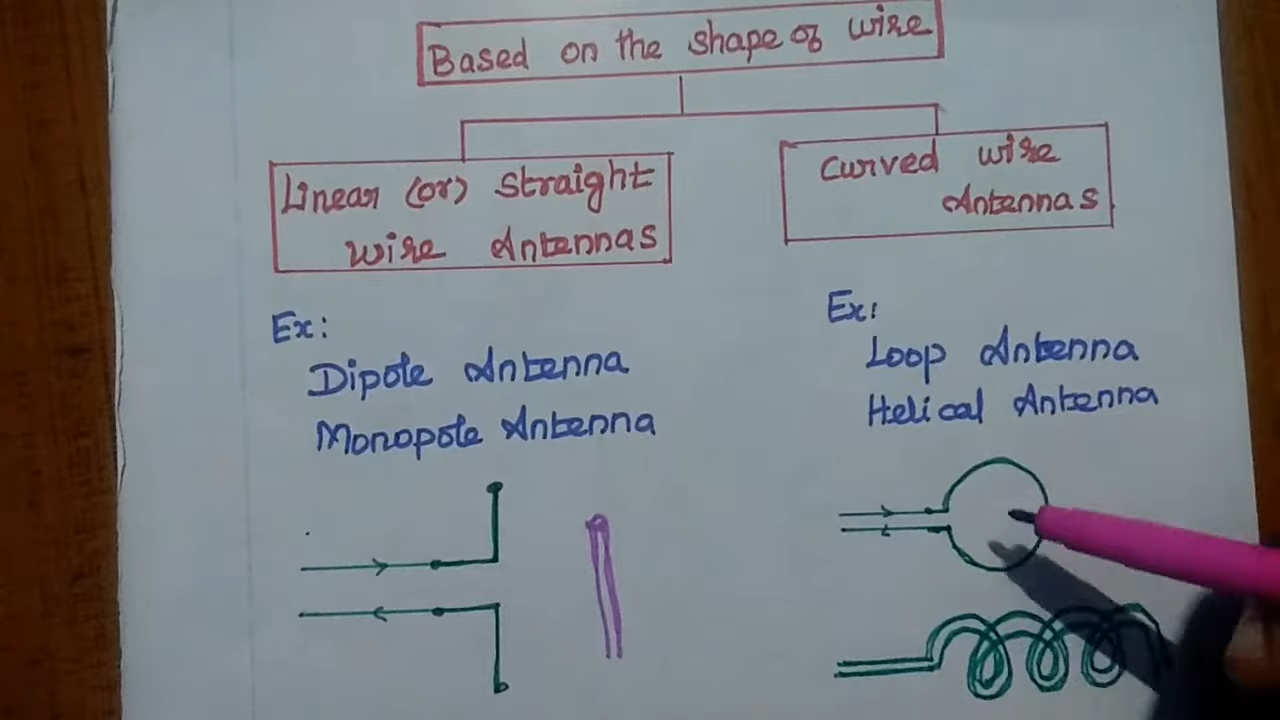 Based on the shape of wire
Linear (or) straight
wire Antennas
Curved wire
Antennas
Ex:
Dipole Antenna
Monopole Antenna
Ex:
Loop Antenna
Helical Antenna